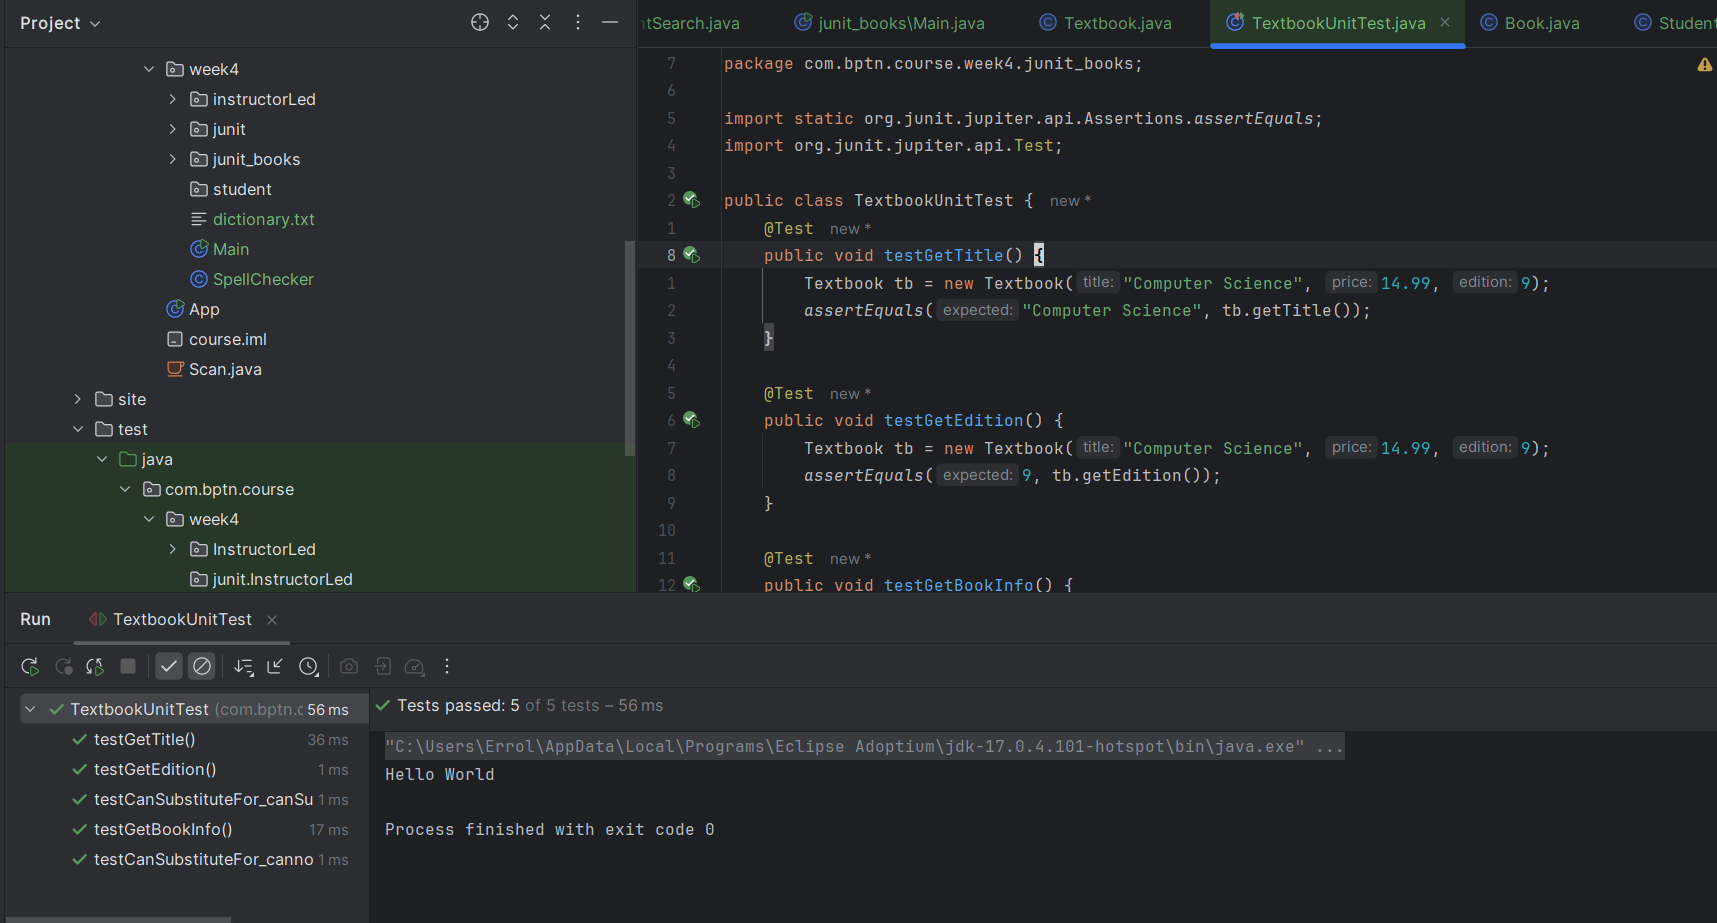 Project
week4
instructorLed
junit
junit_books
student
dictionary.txt
Main
SpellChecker
App
course.iml
Scan.java
site
test
java
com.bptn.course
week4
InstructorLed
junit.InstructorLed
ntSearch.java junit_books\Main.java Textbook.java TextbookUnitTest.java Book.java Student
7 package com.bptn.course.week4.junit_books;
6
5 import static org.junit.jupiter.api.Assertions.assertEquals;
4 import org.junit.jupiter.api.Test;
3
2 public class TextbookUnitTest { new *
1 @Test new *
8 public void testGetTitle() {
1 Textbook tb = new Textbook( title: "Computer Science", price: 14.99, edition: 9);
2 assertEquals( expected: "Computer Science", tb.getTitle());
3 }
4
5 @Test new *
6 public void testGetEdition() {
7 Textbook tb = new Textbook( title: "Computer Science", price: 14.99, edition: 9);
8 assertEquals( expected: 9, tb.getEdition());
9 }
10
11 @Test new *
12 public void testGetBookInfo() {
Run TextbookUnitTest
TextbookUnitTest (com.bptn.c 56 ms
testGetTitle() 36 ms
testGetEdition() 1 ms
testCanSubstituteFor_canSu 1 ms
testGetBookInfo() 17 ms
testCanSubstituteFor_canno 1 ms
Tests passed: 5 of 5 tests – 56 ms
"C:\Users\Errol\AppData\Local\Programs\Eclipse Adoptium\jdk-17.0.4.101-hotspot\bin\java.exe" ...
Hello World
Process finished with exit code 0